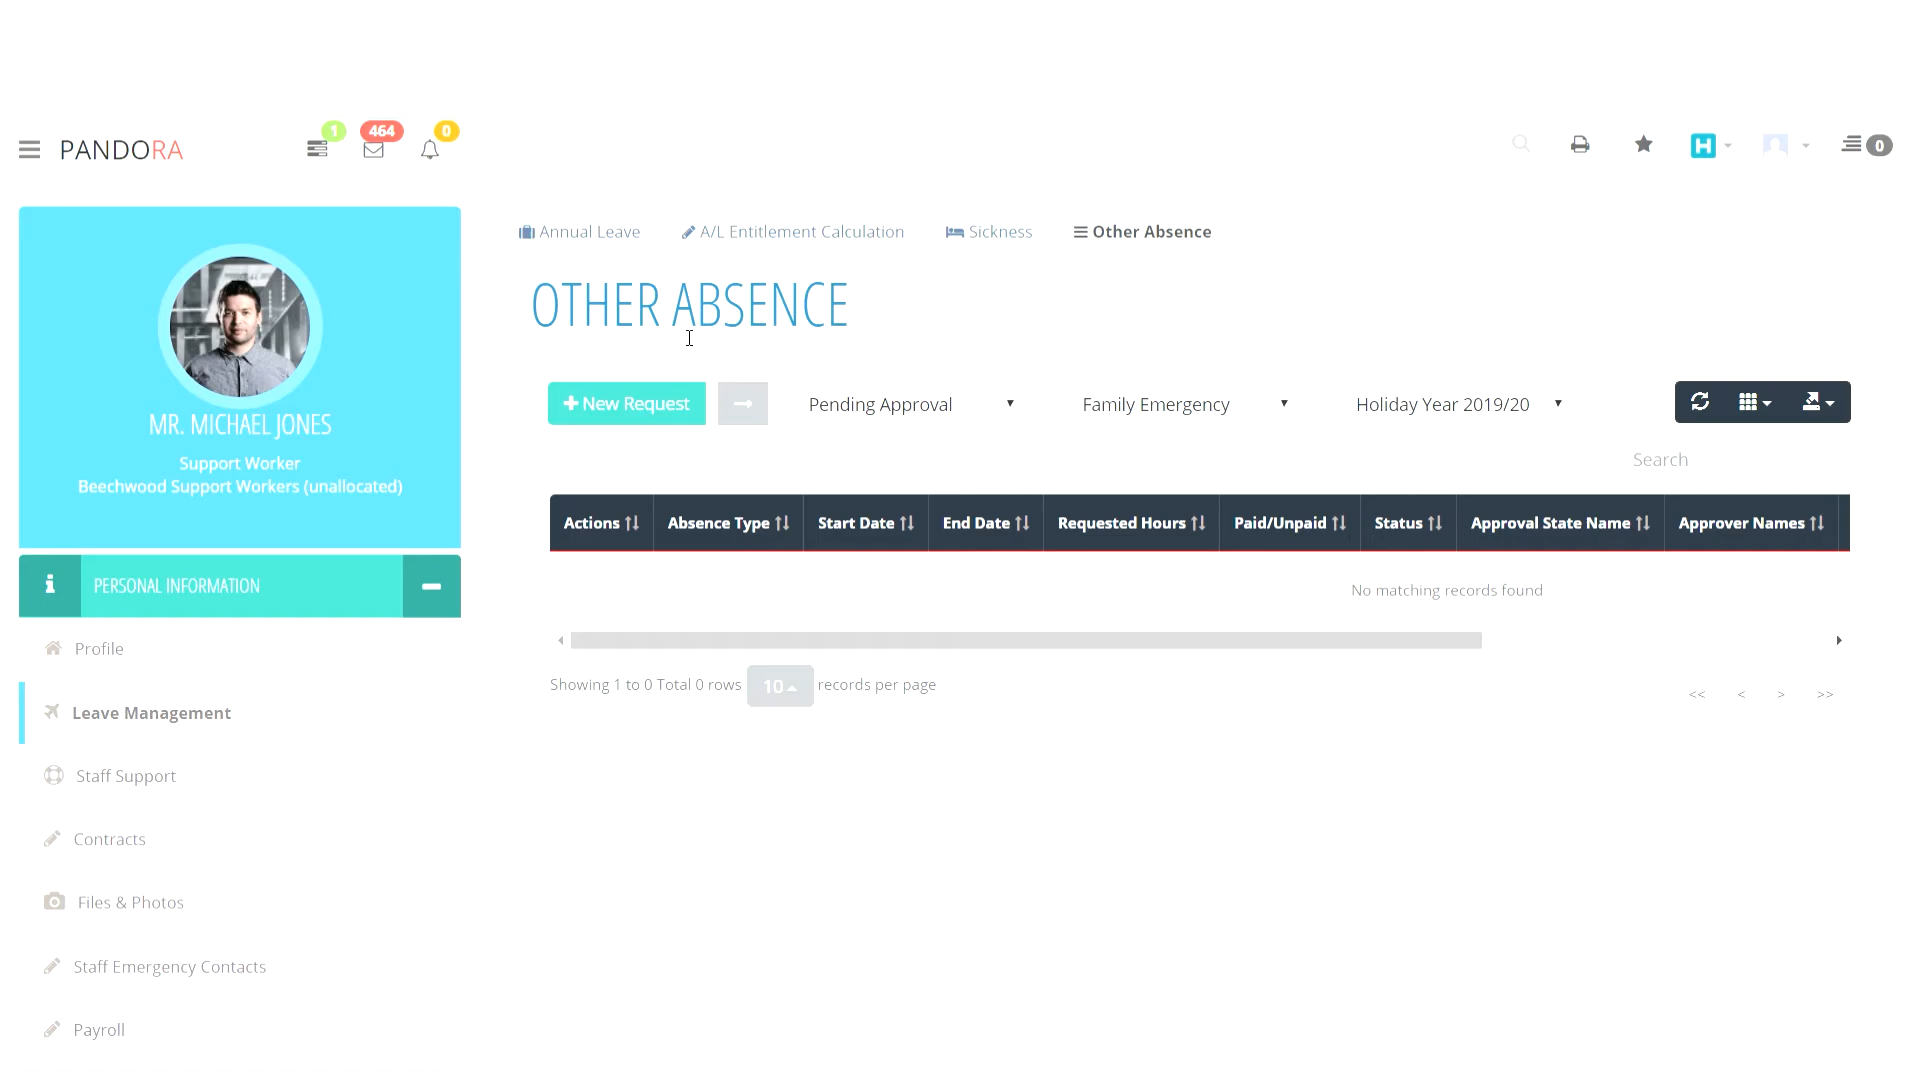 PANDORA
1
464
0
0
MR. MICHAEL JONES
Support Worker
Beechwood Support Workers (unallocated)
PERSONAL INFORMATION
Profile
Leave Management
Staff Support
Contracts
Files & Photos
Staff Emergency Contacts
Payroll
Annual Leave A/L Entitlement Calculation Sickness Other Absence
OTHER ABSENCE
New Request Pending Approval Family Emergency Holiday Year 2019/20
Search
Actions Absence Type Start Date End Date Requested Hours Paid/Unpaid Status Approval State Name Approver Names
No matching records found
Showing 1 to 0 Total 0 rows 10 records per page
<< < > >>